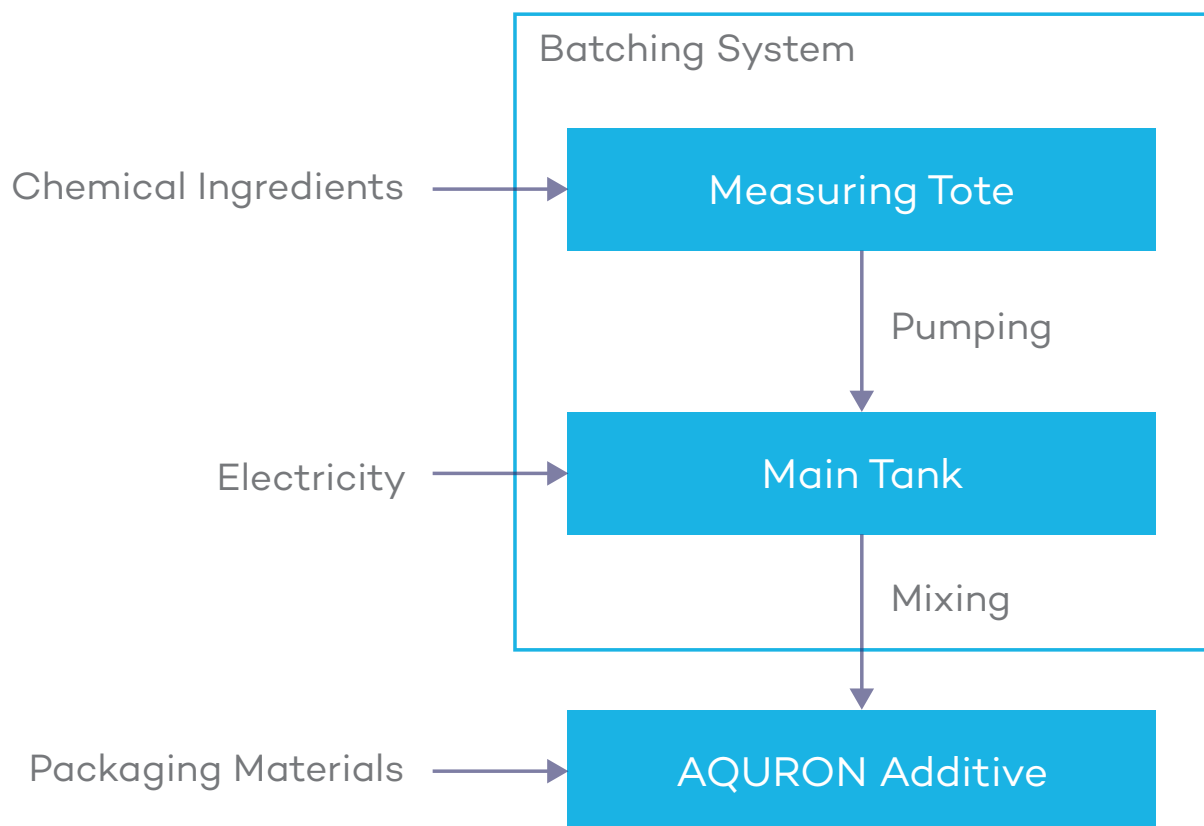 Batching System
Chemical Ingredients
Measuring Tote
Pumping
Electricity
Main Tank
Mixing
Packaging Materials
AQURON Additive